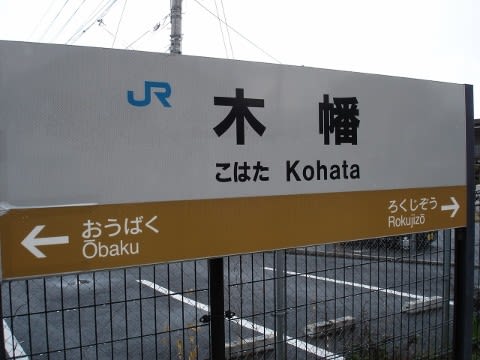 JR 木幡
こはた Kohata
おうばく
Ōbaku
ろくじぞう
Rokujizō